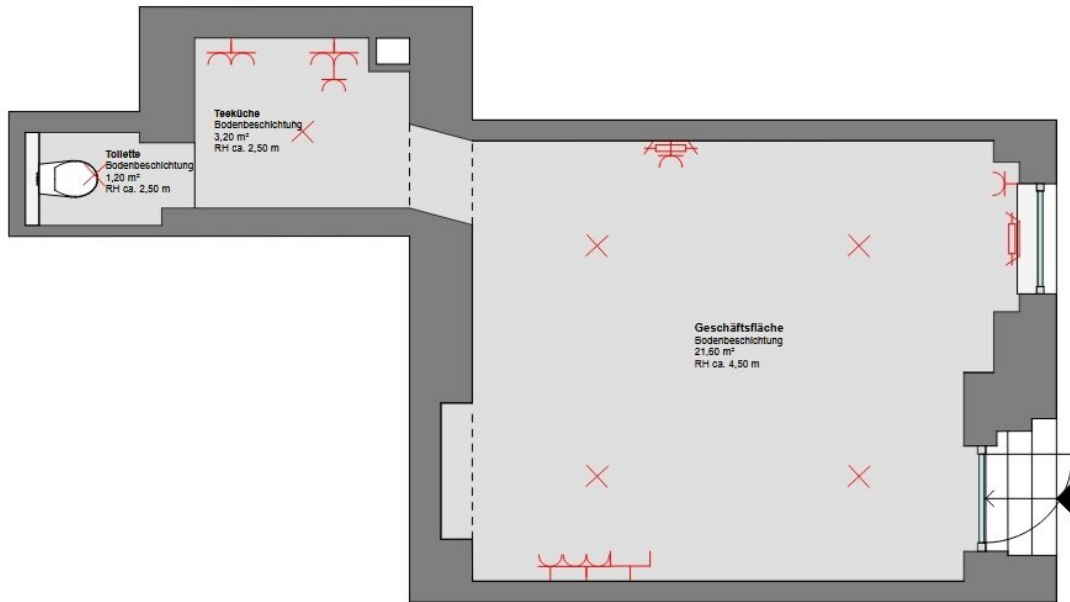 Teeküche
Bodenbeschichtung
3,20 m²
RH ca. 2,50 m
Toilette
Bodenbeschichtung
1,20 m²
RH ca. 2,50 m
Geschäftsfläche
Bodenbeschichtung
21,60 m²
RH ca. 4,50 m